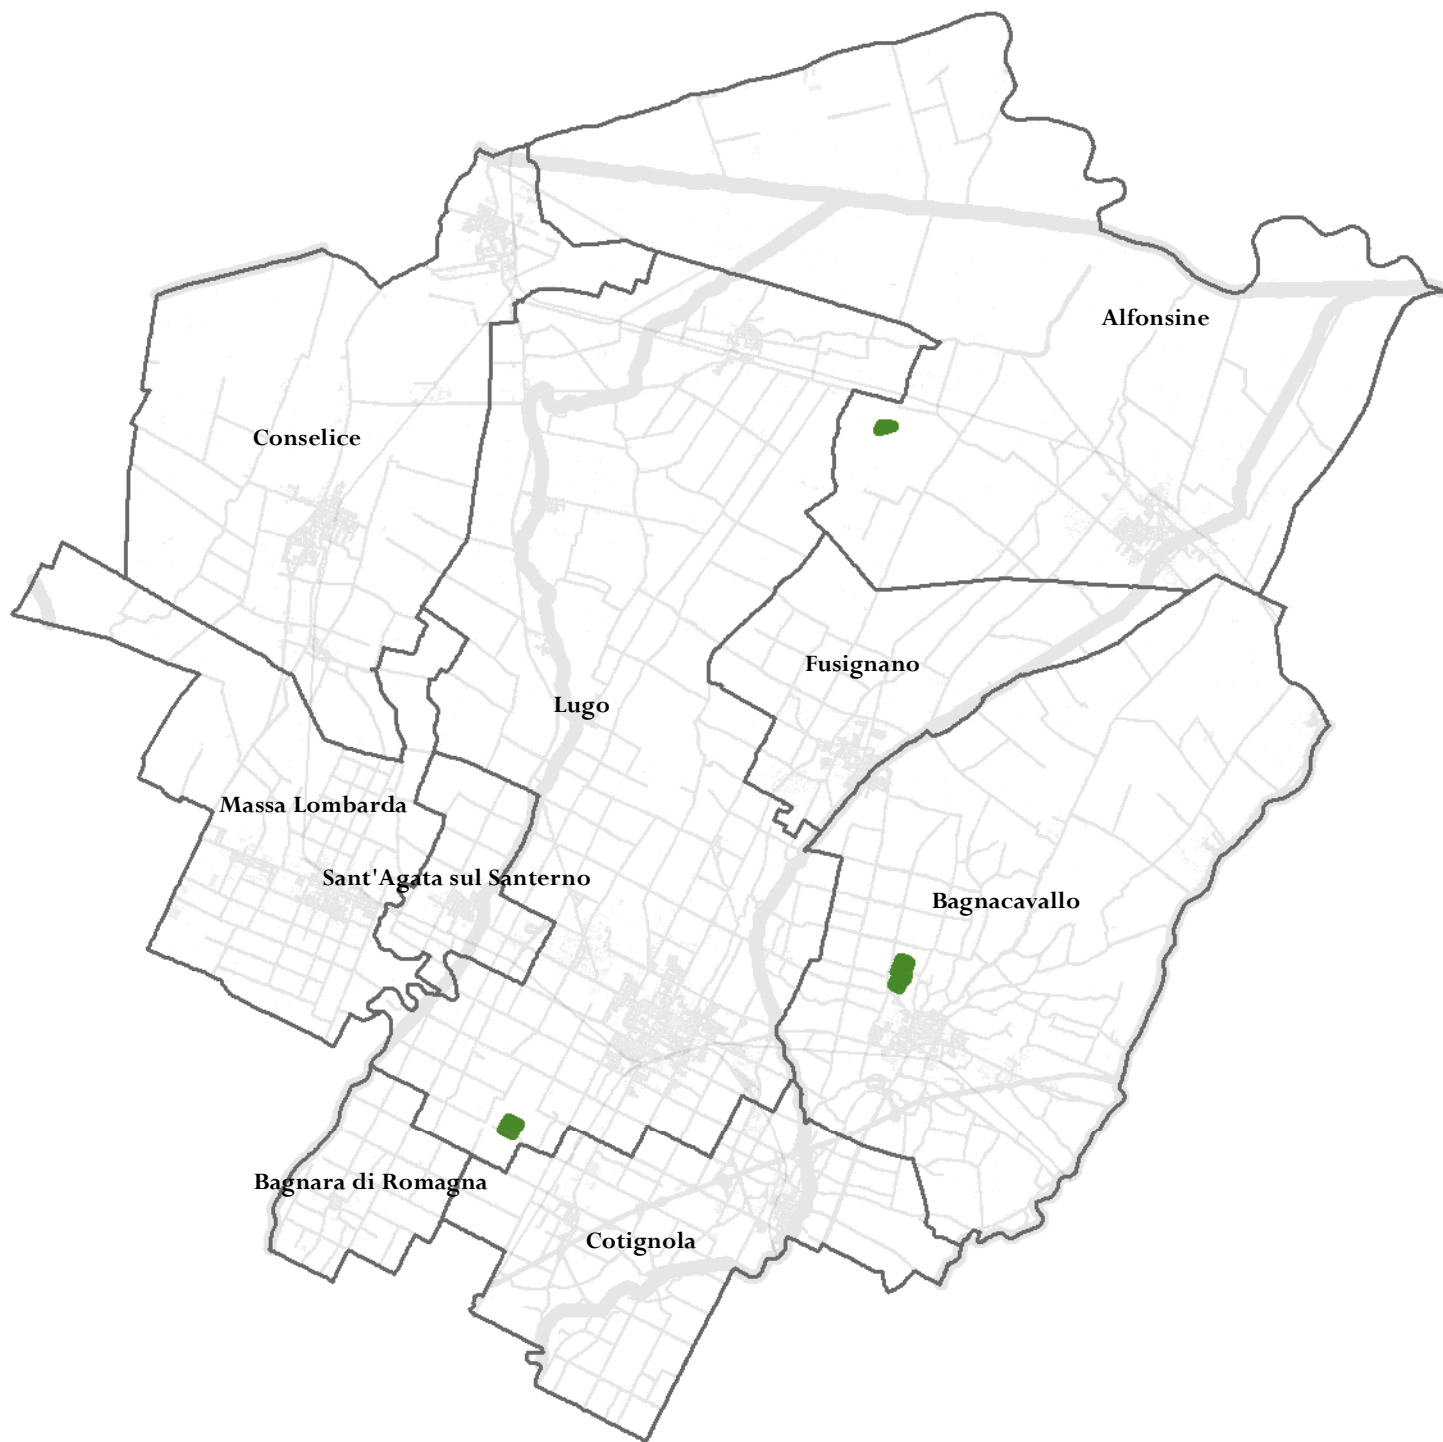 Alfonsine
Conselice
Fusignano
Lugo
Massa Lombarda
Sant'Agata sul Santerno
Bagnacavallo
Bagnara di Romagna
Cotignola